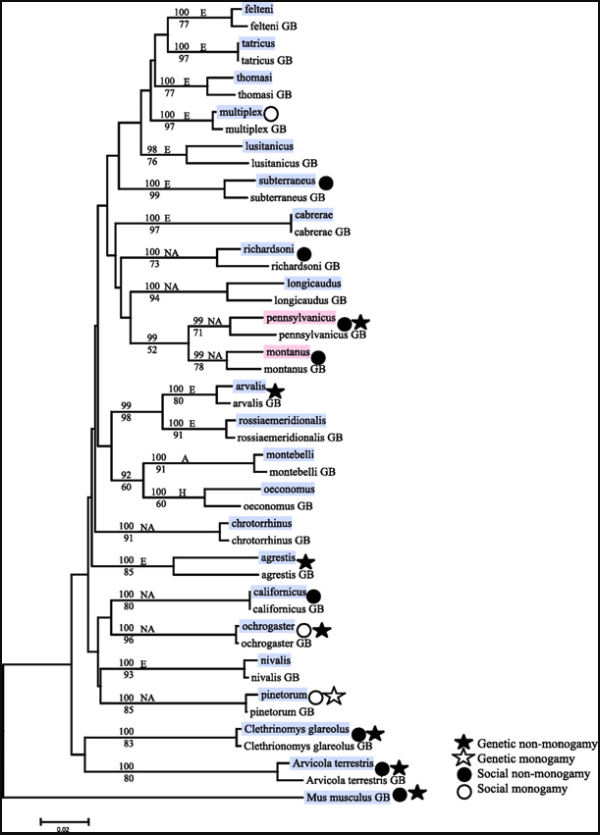 felteni
100 E
77
felteni GB
tatricus
100 E
97
tatricus GB
thomasi
100 E
77
thomasi GB
multiplex
100 E
97
multiplex GB
lusitanicus
98 E
76
lusitanicus GB
subterraneus
100 E
99
subterraneus GB
cabrerae
100 E
97
cabrerae GB
richardsoni
100 NA
73
richardsoni GB
longicaudus
100 NA
94
longicaudus GB
pennsylvanicus
99 NA
71
pennsylvanicus GB
99
52
montanus
99 NA
78
montanus GB
arvalis
100 E
80
arvalis GB
99
98
rossiaemeridionalis
100 E
91
rossiaemeridionalis GB
montebelli
100 A
91
montebelli GB
92
60
oeconomus
100 H
60
oeconomus GB
chrotorrhinus
100 NA
91
chrotorrhinus GB
agrestis
100 E
85
agrestis GB
californicus
100 NA
80
californicus GB
ochrogaster
100 NA
96
ochrogaster GB
nivalis
100 E
93
nivalis GB
pinetorum
100 NA
85
pinetorum GB
Clethrinomys glareolus
100
83
Clethrionomys glareolus GB
Arvicola terrestris
100
80
Arvicola terrestris GB
Mus musculus GB
Genetic non-monogamy
Genetic monogamy
Social non-monogamy
Social monogamy
0.02